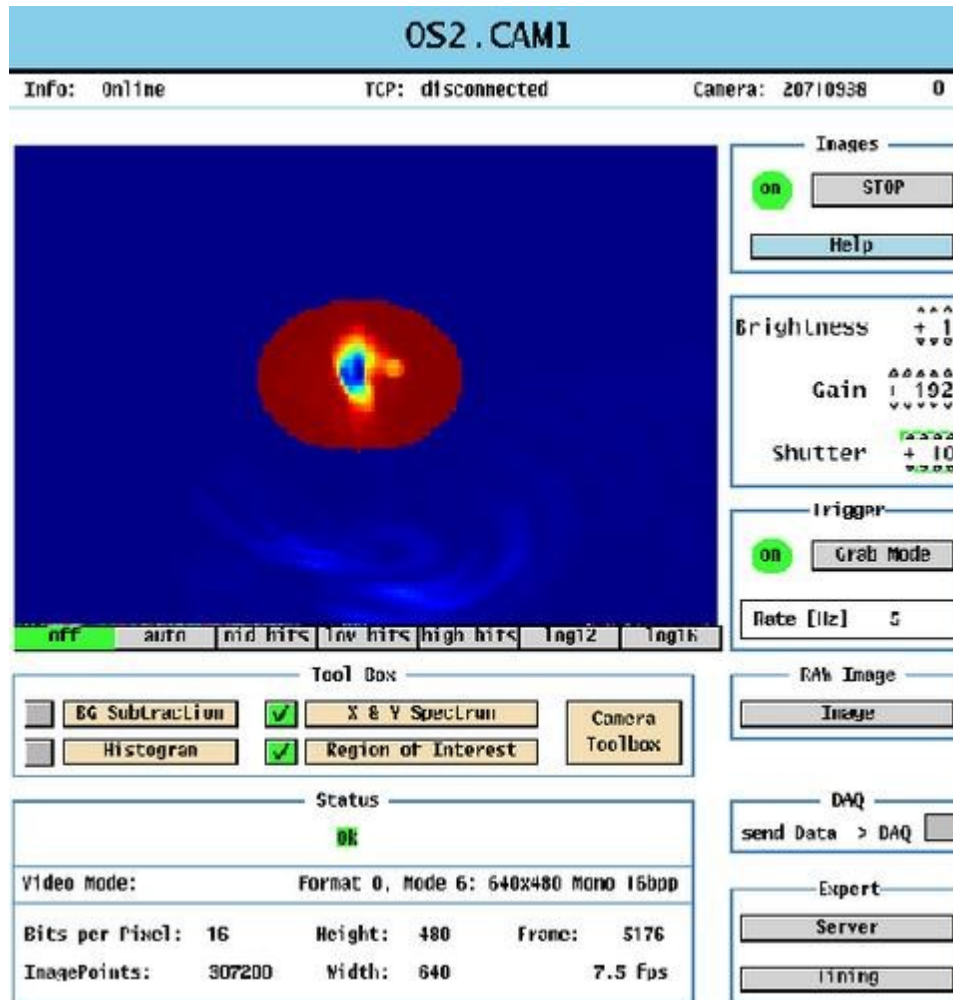 OS2.CAM1
Info: Online TCP: disconnected Camera: 20710938 0
Images
on STOP
Help
Brightness + 1
Gain 192
Shutter + 10
Trigger
on Grab Mode
Rate [Hz] 5
off auto mid bits low bits high bits log12 log16
Tool Box
BG Subtraction X & Y Spectrum Camera Toolbox
Histogram Region of Interest
RAW Image
Image
Status
Ok
DAQ
send Data > DAQ
Video Mode: Format 0, Mode 6: 640x480 Mono 16bpp
Bits per Pixel: 16 Height: 480 Frame: 5176
ImagePoints: 307200 Width: 640 7.5 fps
Expert
Server
Timing